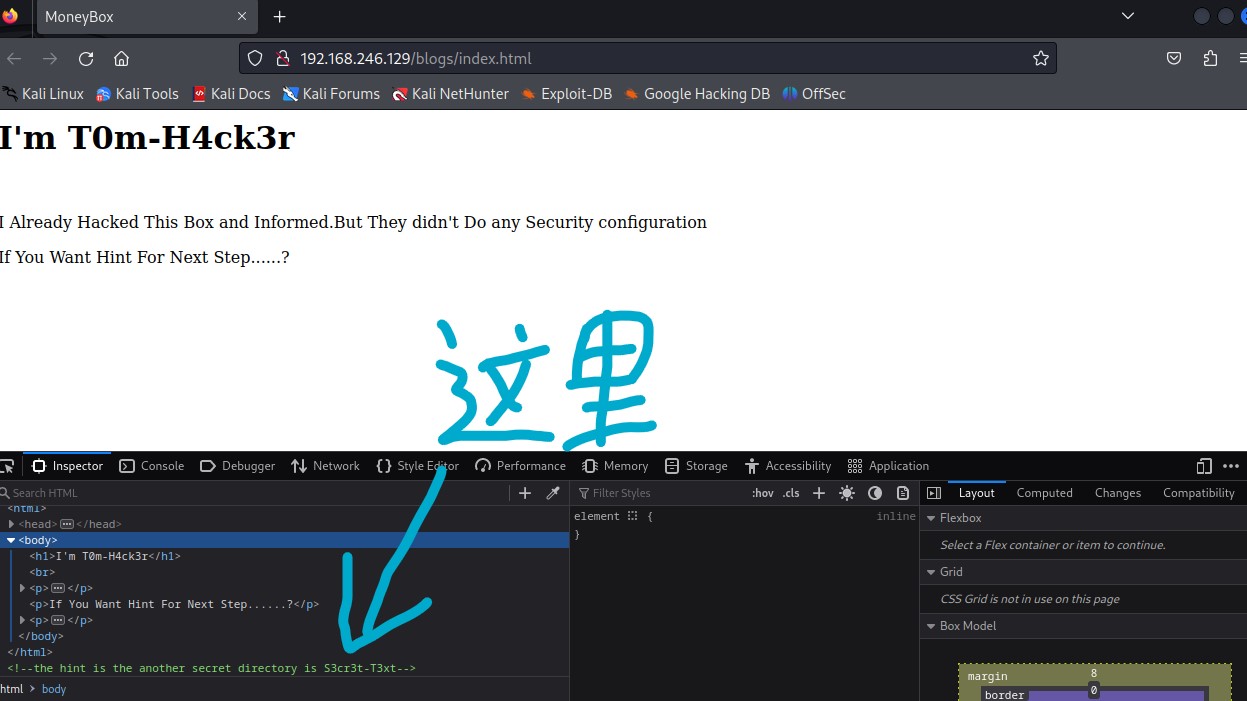 MoneyBox
192.168.246.129/blogs/index.html
Kali Linux Kali Tools Kali Docs Kali Forums Kali NetHunter Exploit-DB Google Hacking DB OffSec
I'm T0m-H4ck3r
I Already Hacked This Box and Informed.But They didn't Do any Security configuration
If You Want Hint For Next Step......?
这里
Inspector Console Debugger Network Style Editor Performance Memory Storage Accessibility Application
Search HTML
<html>
<head> </head>
<body>
<h1>I'm T0m-H4ck3r</h1>
<br>
<p> </p>
<p>If You Want Hint For Next Step......?</p>
<p> </p>
</body>
</html>
<!--the hint is the another secret directory is S3cr3t-T3xt-->
html > body
Filter Styles :hov .cls
element { inline
}
Layout Computed Changes Compatibility
Flexbox
Select a Flex container or item to continue.
Grid
CSS Grid is not in use on this page
Box Model
margin 8
border 0